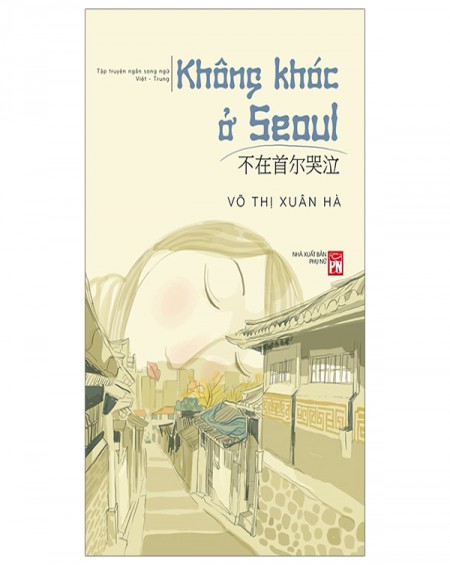 Tập truyện ngắn song ngữ
Việt - Trung
Không khóc
ở Seoul
不在首尔哭泣
VÕ THỊ XUÂN HÀ
NHÀ XUẤT BẢN
PHỤ NỮ
PN